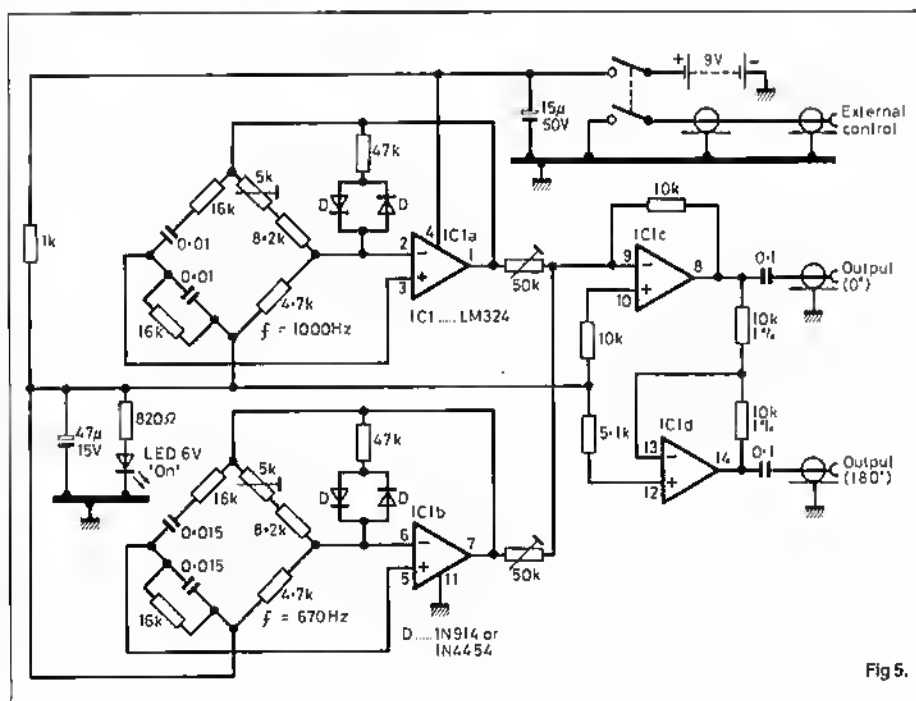 + 9V -
15μ
50V
External
control
47k
5k
16k
8·2k
D
D
10k
1k
0·01
4
IC1a
2
-
1
3
+
50k
9
-
IC1c
8
10
+
0·1
Output
(0°)
0·01
16k
4·7k
f = 1000Hz
IC1.....LM324
10k
10k
1%
47μ
15V
820Ω
LED 6V
'On'
47k
5·1k
IC1d
10k
1%
13
-
14
12
+
0·1
Output
(180°)
5k
16k
8·2k
D
D
IC1b
0·015
6
-
7
5
+
11
50k
0·015
16k
4·7k
f = 670Hz
D.....1N914 or
1N4454
Fig 5.